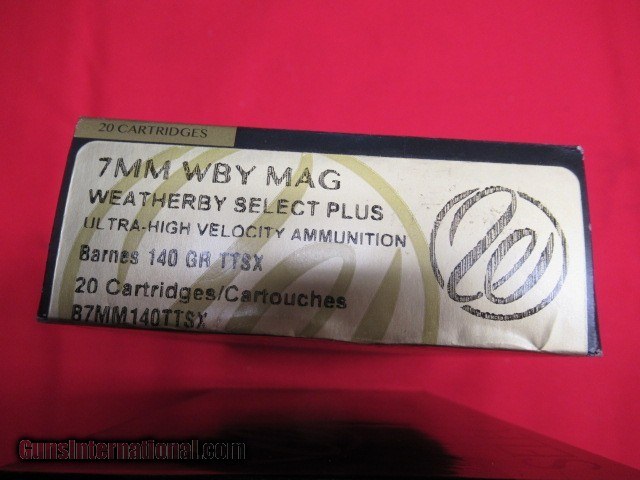 20 CARTRIDGES
7MM WBY MAG
WEATHERBY SELECT PLUS
ULTRA-HIGH VELOCITY AMMUNITION
Barnes 140 GR TTSX
20 Cartridges/Cartouches
B7MM140TTSX
GunsInternational.com